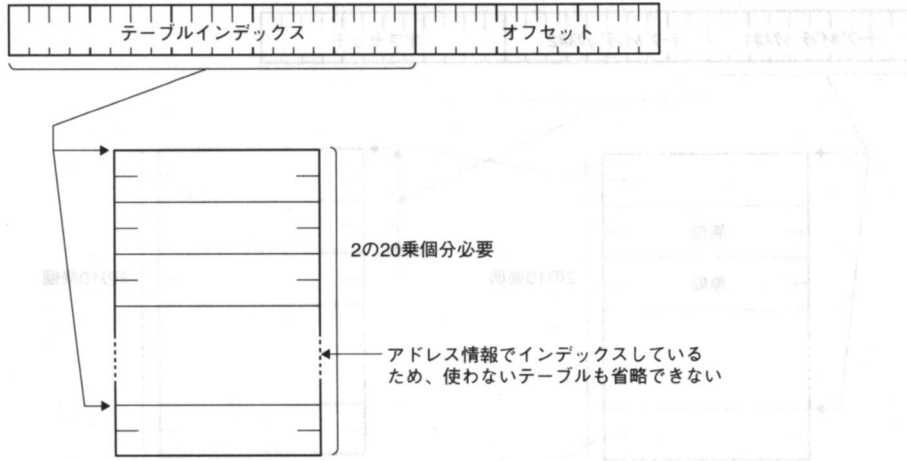 テーブルインデックス
オフセット
2の20乗個分必要
アドレス情報でインデックスしている
ため、使わないテーブルも省略できない